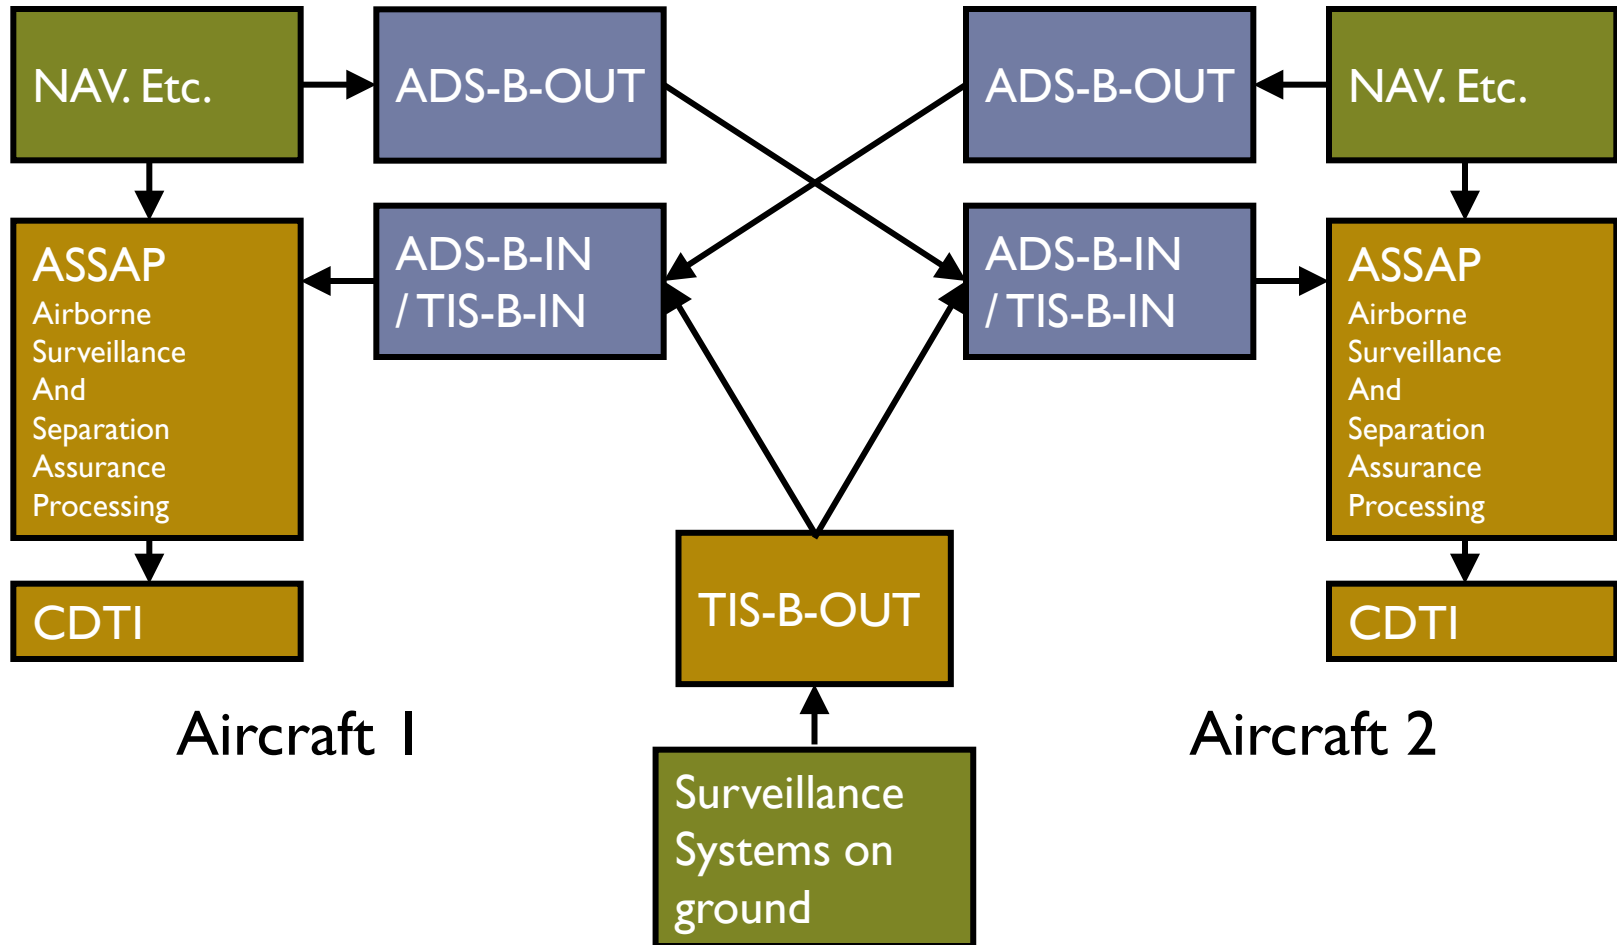 NAV. Etc.
ADS-B-OUT
ADS-B-OUT
NAV. Etc.
ASSAP
Airborne
Surveillance
And
Separation
Assurance
Processing
ADS-B-IN
/ TIS-B-IN
ADS-B-IN
/ TIS-B-IN
ASSAP
Airborne
Surveillance
And
Separation
Assurance
Processing
CDTI
TIS-B-OUT
CDTI
Aircraft 1
Aircraft 2
Surveillance
Systems on
ground